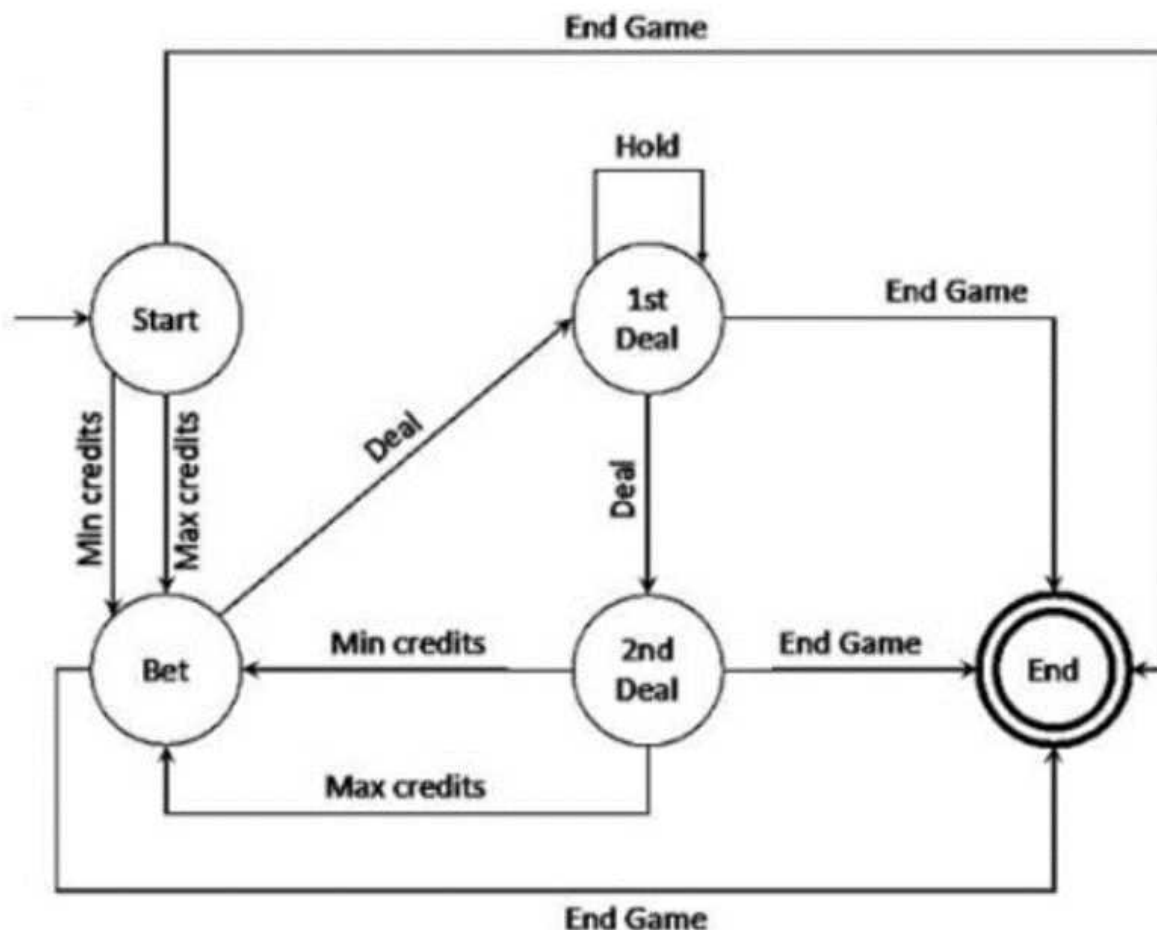 End Game
Hold
Start
1st
Deal
End Game
Min credits
Max credits
Deal
Deal
Bet
Min credits
2nd
Deal
End Game
End
Max credits
End Game